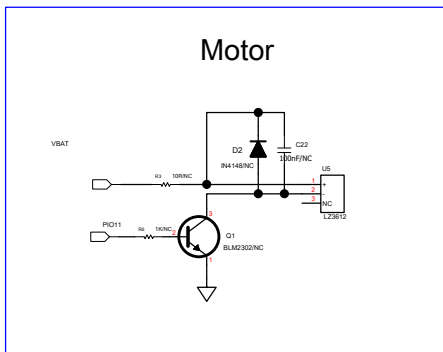 Motor
VBAT
D2
IN4148/NC
C22
100nF/NC
U5
R3 10R/NC
1 +
2 -
3 NC
LZ3612
PIO11
R6 1K/NC
3
2
Q1
BLM2302/NC
1